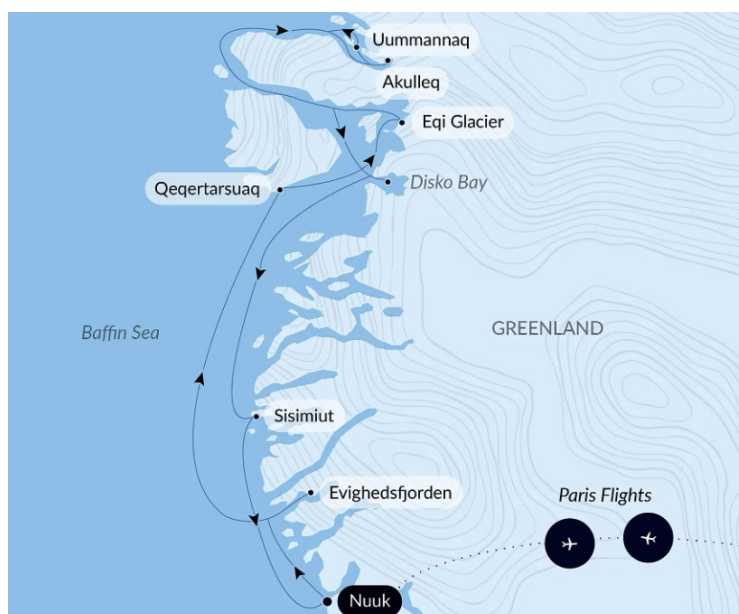 Uummannaq
Akulleq
Eqi Glacier
Disko Bay
Qeqertarsuaq
Baffin Sea
GREENLAND
Sisimiut
Evighedsfjorden
Paris Flights
Nuuk